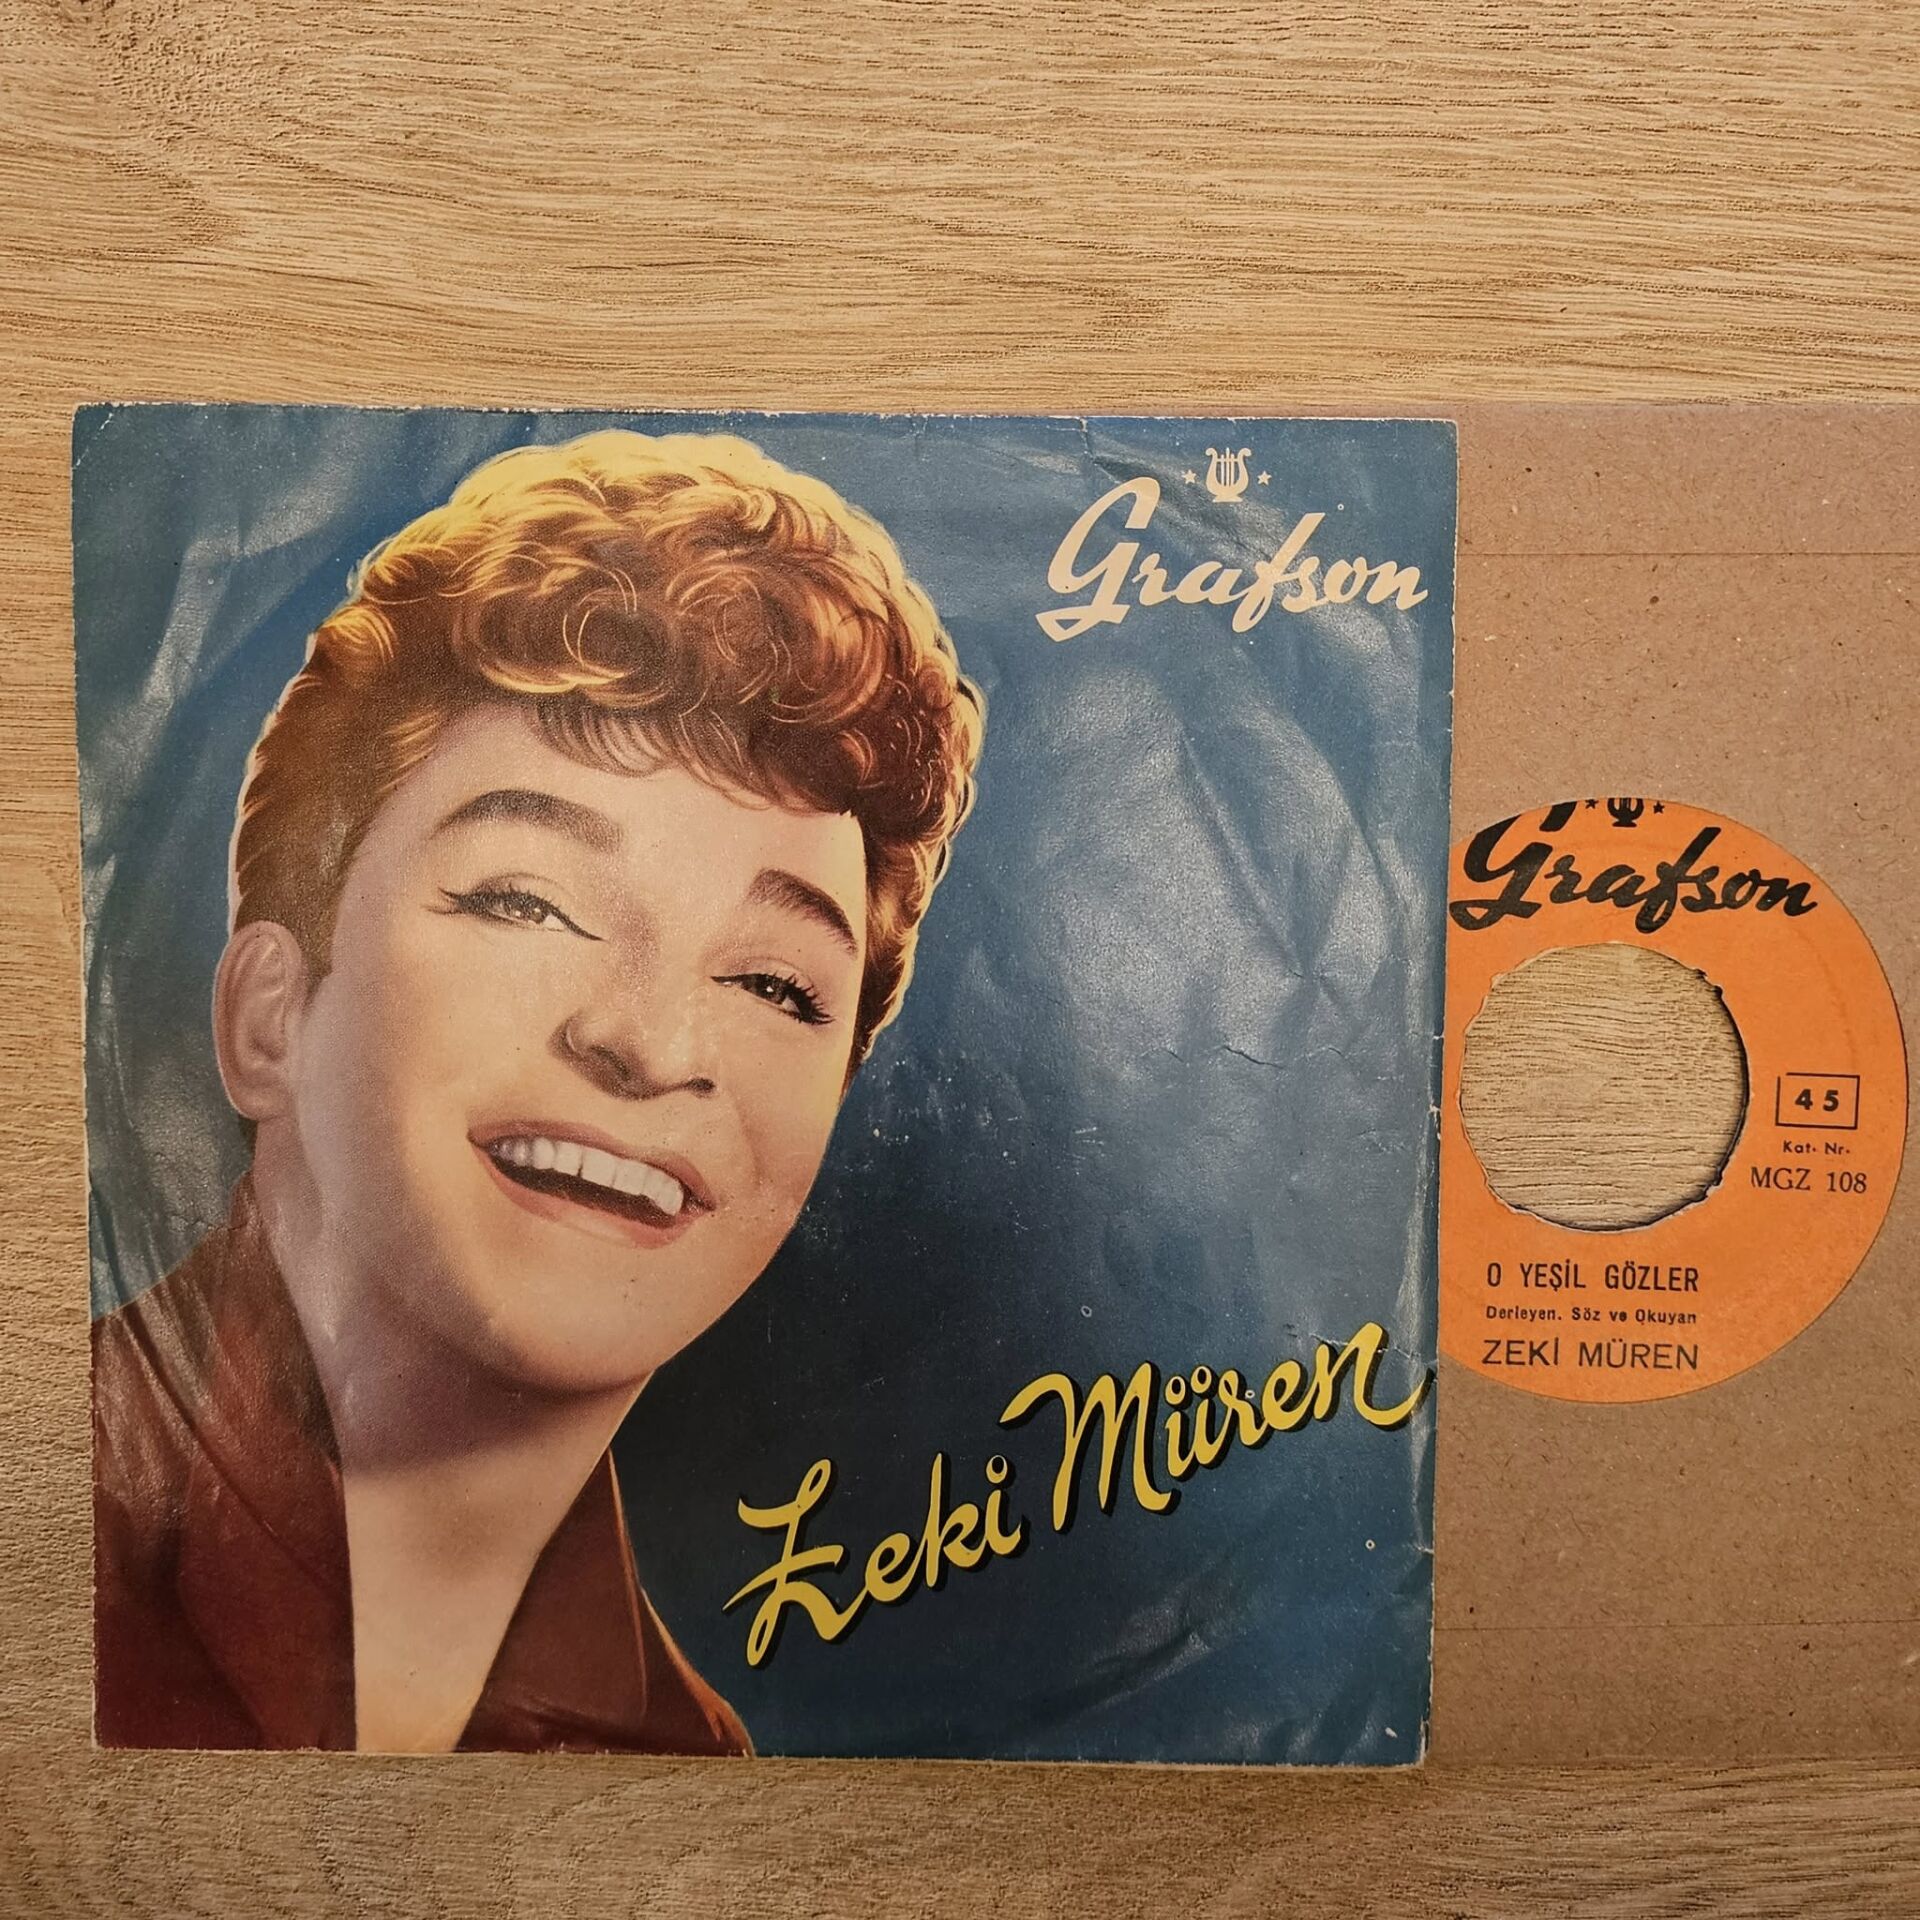 Grafson
Zeki Müren
Grafson
45
Kat. Nr.
MGZ 108
O YEŞİL GÖZLER
Derleyen. Söz ve Okuyan
ZEKİ MÜREN